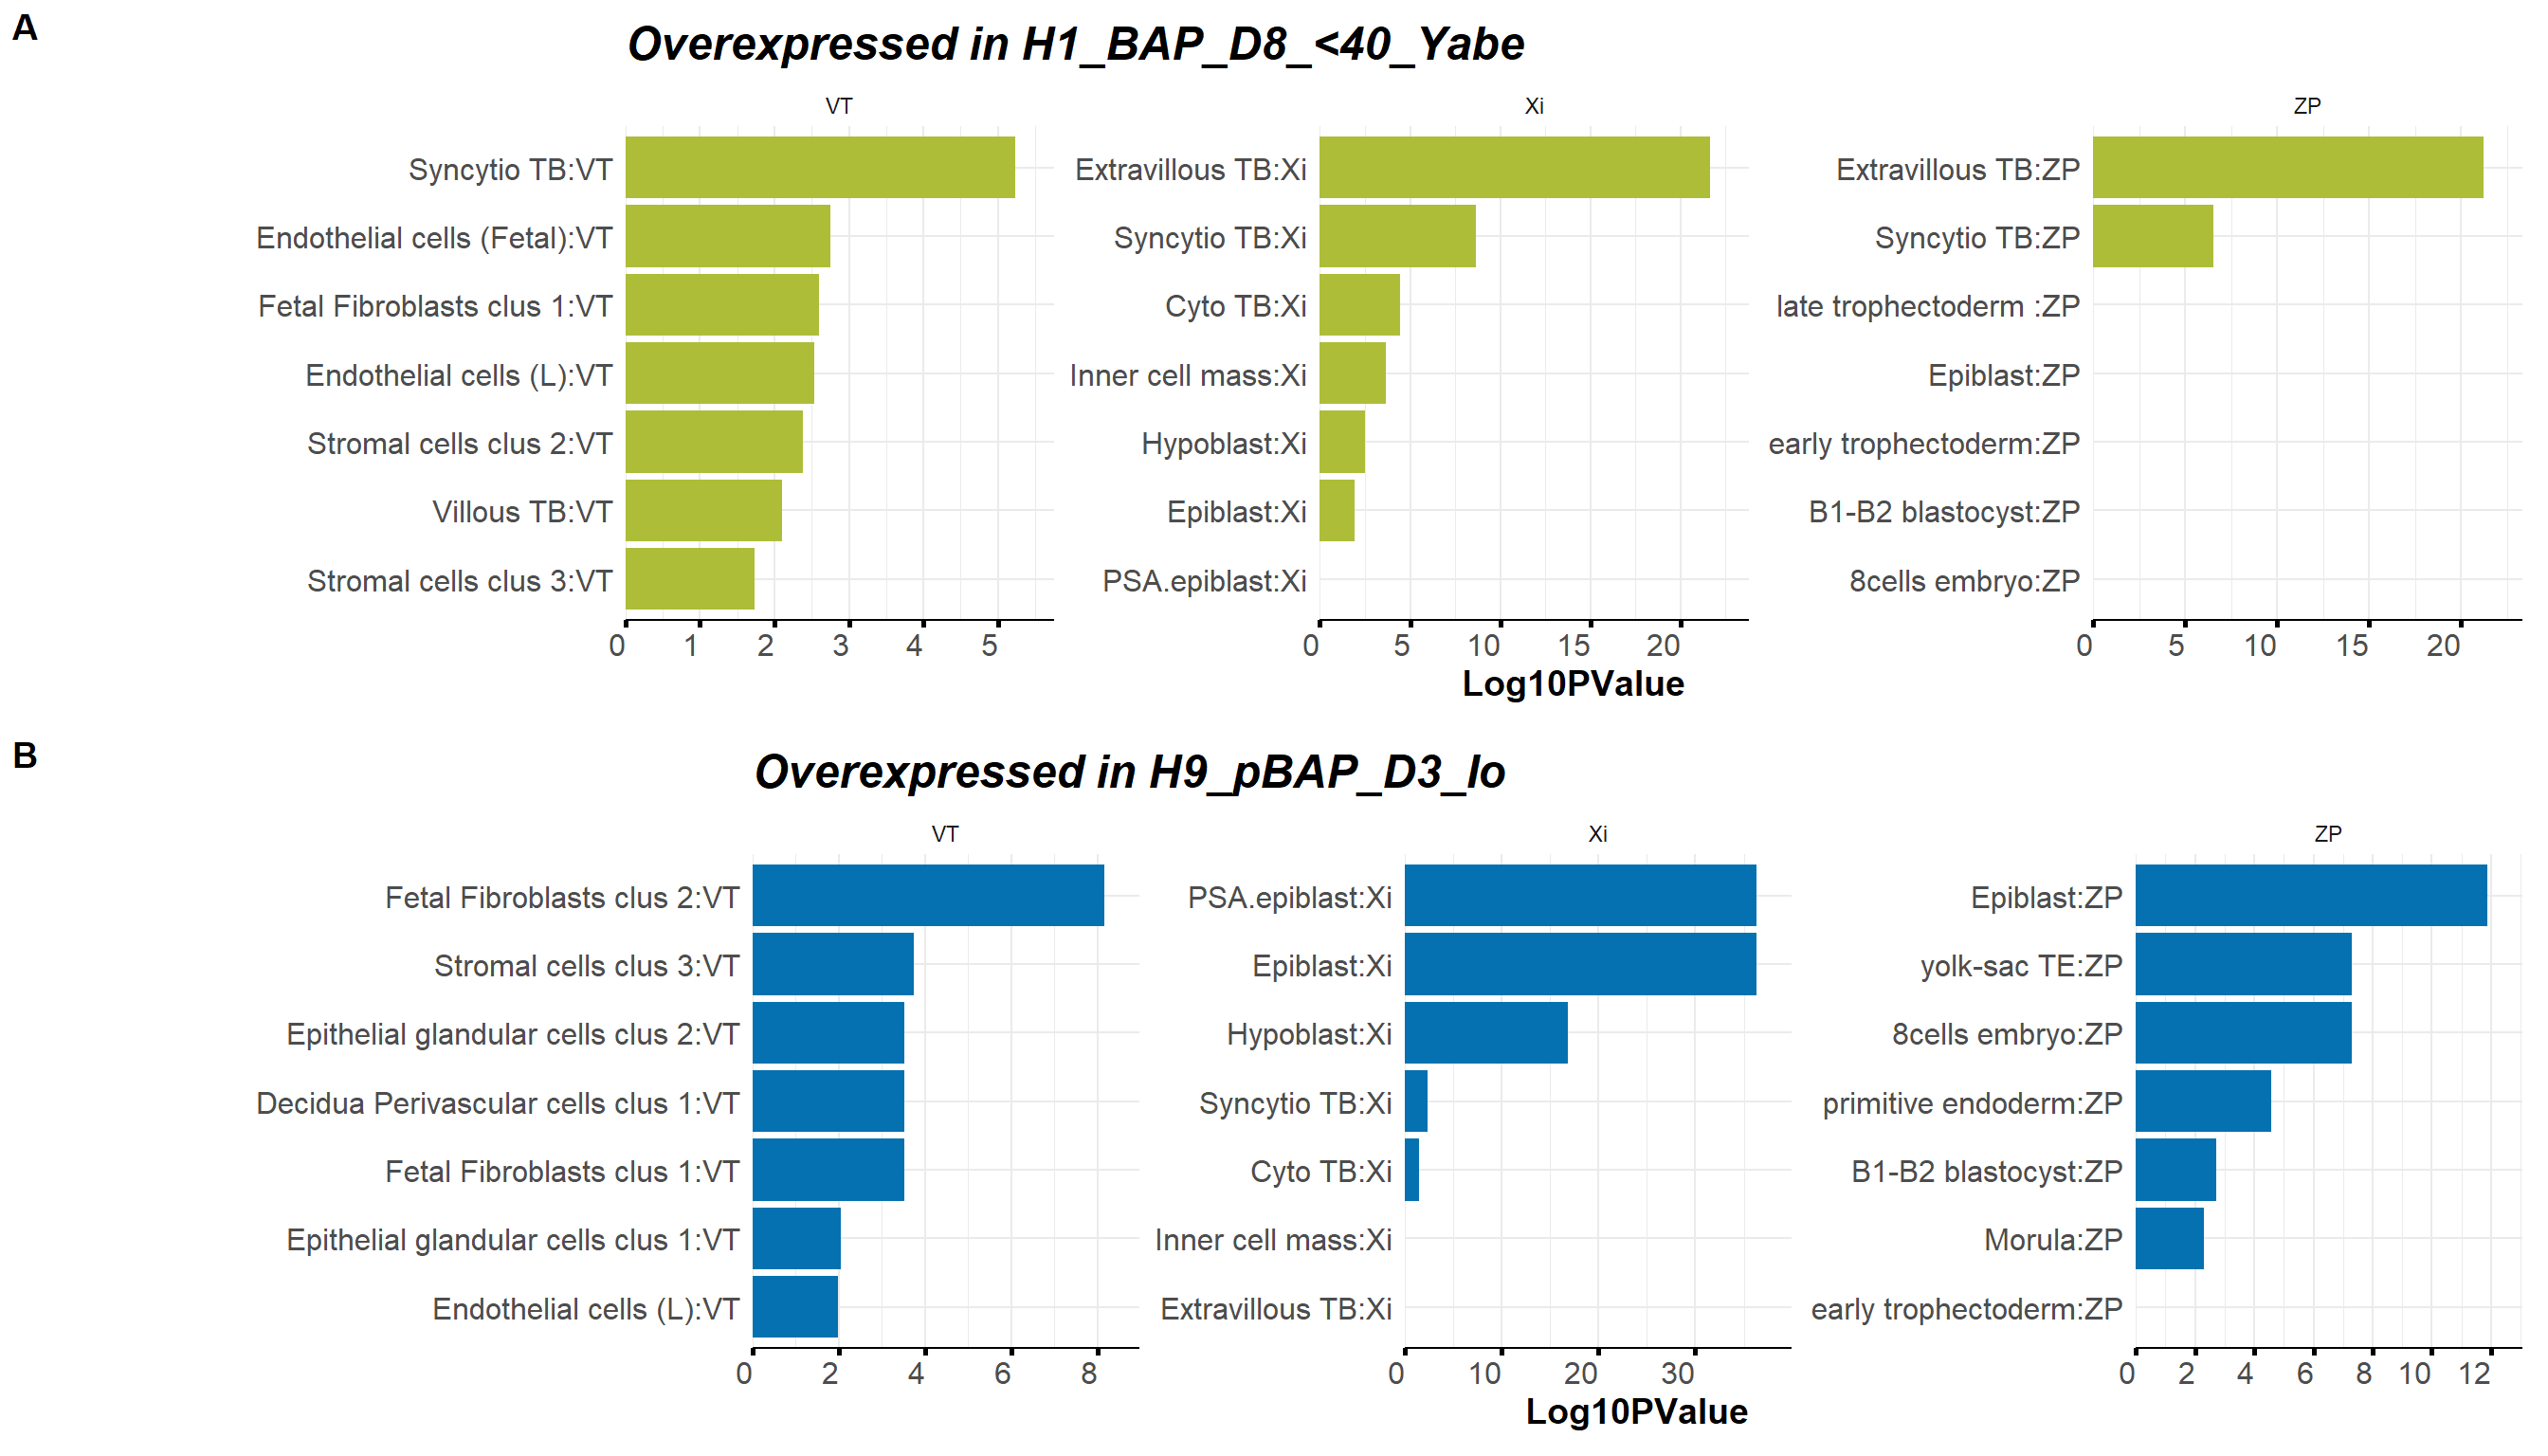 A
Overexpressed in H1_BAP_D8_<40_Yabe
VT
Syncytio TB:VT
Endothelial cells (Fetal):VT
Fetal Fibroblasts clus 1:VT
Endothelial cells (L):VT
Stromal cells clus 2:VT
Villous TB:VT
Stromal cells clus 3:VT
0 1 2 3 4 5
Xi
Extravillous TB:Xi
Syncytio TB:Xi
Cyto TB:Xi
Inner cell mass:Xi
Hypoblast:Xi
Epiblast:Xi
PSA.epiblast:Xi
0 5 10 15 20
ZP
Extravillous TB:ZP
Syncytio TB:ZP
late trophectoderm :ZP
Epiblast:ZP
early trophectoderm:ZP
B1-B2 blastocyst:ZP
8cells embryo:ZP
0 5 10 15 20
Log10PValue
B
Overexpressed in H9_pBAP_D3_Io
VT
Fetal Fibroblasts clus 2:VT
Stromal cells clus 3:VT
Epithelial glandular cells clus 2:VT
Decidua Perivascular cells clus 1:VT
Fetal Fibroblasts clus 1:VT
Epithelial glandular cells clus 1:VT
Endothelial cells (L):VT
0 2 4 6 8
Xi
PSA.epiblast:Xi
Epiblast:Xi
Hypoblast:Xi
Syncytio TB:Xi
Cyto TB:Xi
Inner cell mass:Xi
Extravillous TB:Xi
0 10 20 30
ZP
Epiblast:ZP
yolk-sac TE:ZP
8cells embryo:ZP
primitive endoderm:ZP
B1-B2 blastocyst:ZP
Morula:ZP
early trophectoderm:ZP
0 2 4 6 8 10 12
Log10PValue